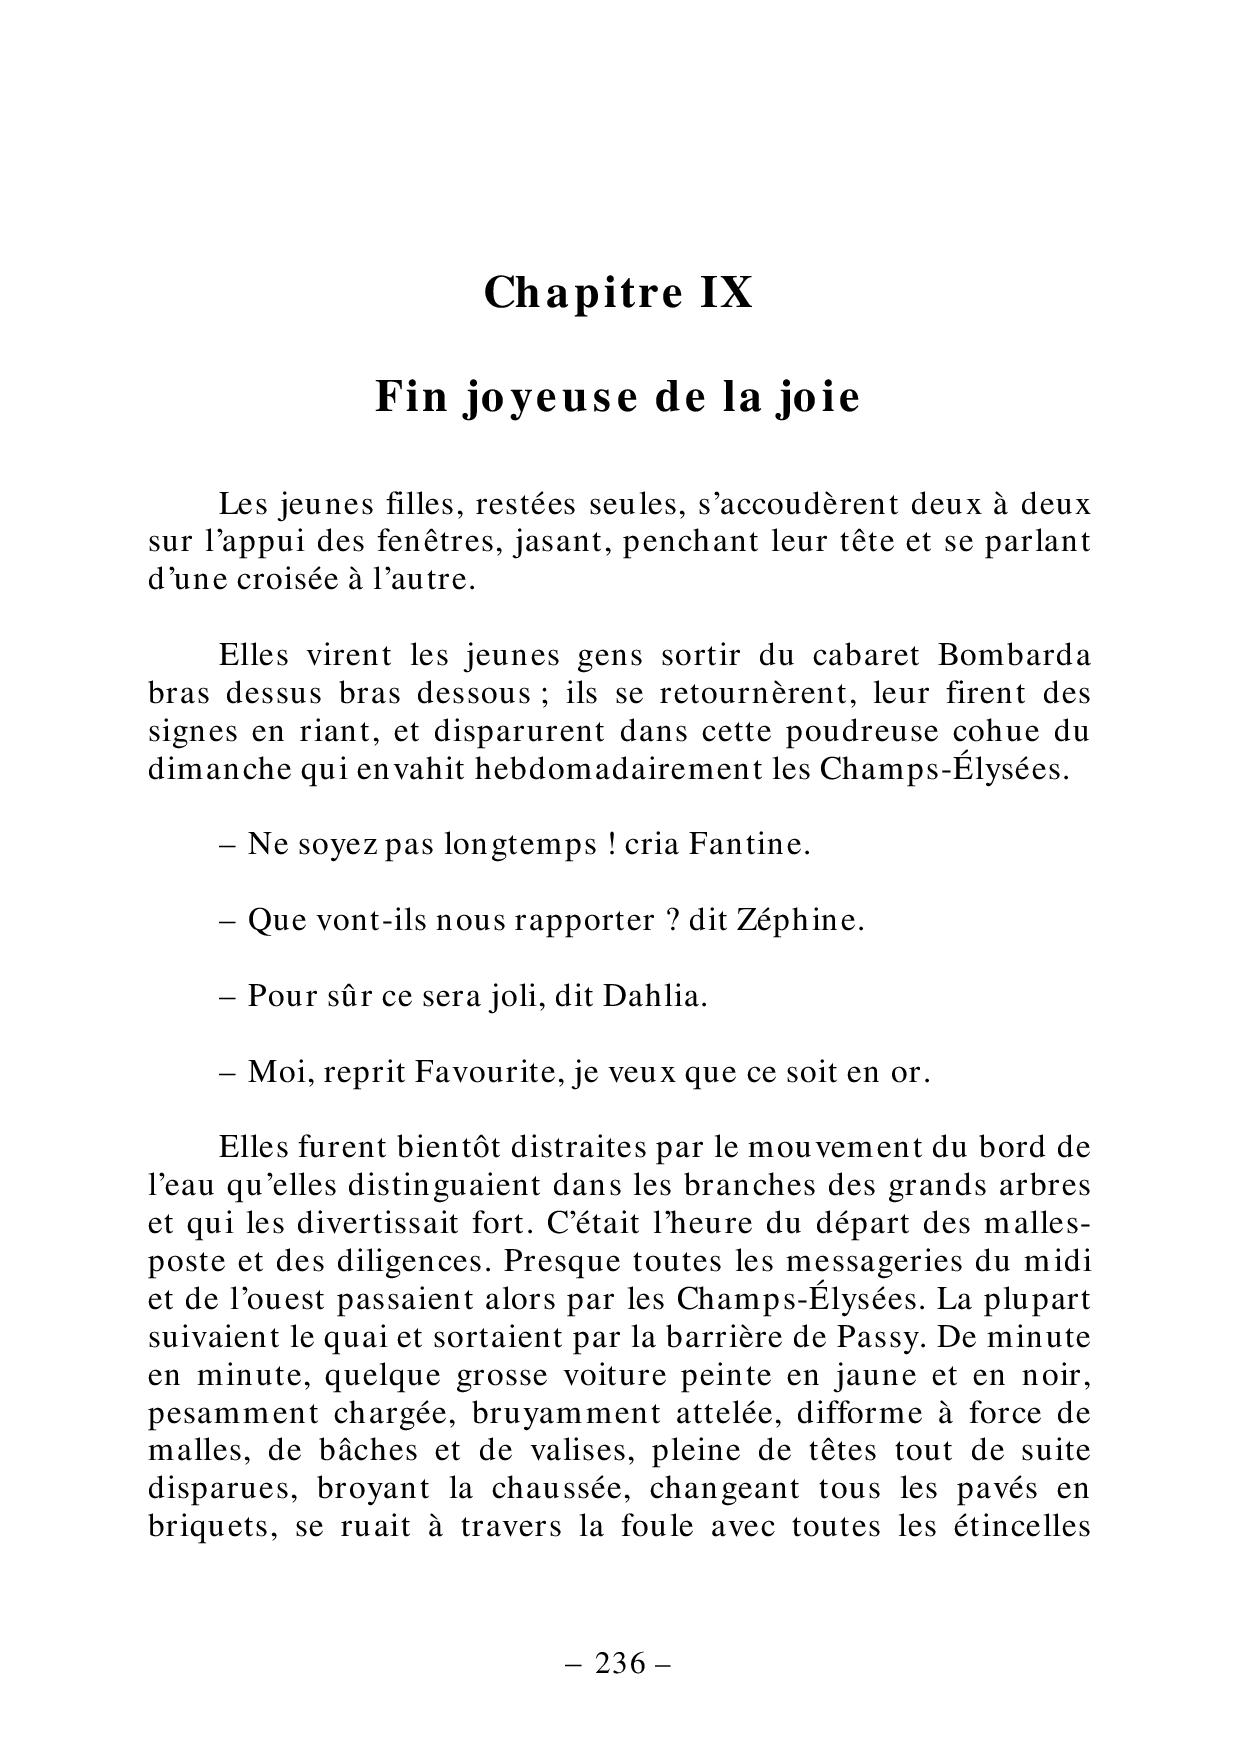 Chapitre IX
Fin joyeuse de la joie
Les jeunes filles, restées seules, s’accoudèrent deux à deux
sur l’appui des fenêtres, jasant, penchant leur tête et se parlant
d’une croisée à l’autre.
Elles virent les jeunes gens sortir du cabaret Bombarda
bras dessus bras dessous ; ils se retournèrent, leur firent des
signes en riant, et disparurent dans cette poudreuse cohue du
dimanche qui envahit hebdomadairement les Champs-Élysées.
– Ne soyez pas longtemps ! cria Fantine.
– Que vont-ils nous rapporter ? dit Zéphine.
– Pour sûr ce sera joli, dit Dahlia.
– Moi, reprit Favourite, je veux que ce soit en or.
Elles furent bientôt distraites par le mouvement du bord de
l’eau qu’elles distinguaient dans les branches des grands arbres
et qui les divertissait fort. C’était l’heure du départ des malles-
poste et des diligences. Presque toutes les messageries du midi
et de l’ouest passaient alors par les Champs-Élysées. La plupart
suivaient le quai et sortaient par la barrière de Passy. De minute
en minute, quelque grosse voiture peinte en jaune et en noir,
pesamment chargée, bruyamment attelée, difforme à force de
malles, de bâches et de valises, pleine de têtes tout de suite
disparues, broyant la chaussée, changeant tous les pavés en
briquets, se ruait à travers la foule avec toutes les étincelles
– 236 –